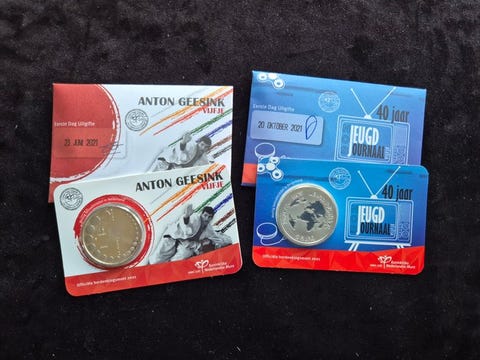 ANTON GEESINK
VIJFJE
Eerste Dag Uitgifte
23 JUNI 2021
Eerste Dag Uitgifte
20 OKTOBER 2021
40 jaar
JEUGD
JOURNAAL
ANTON GEESINK
VIJFJE
Koninklijke
Nederlandse Munt
Officiële herdenkingsmunt 2021
40 jaar
JEUGD
JOURNAAL
Koninklijke
Nederlandse Munt
Officiële herdenkingsmunt 2021